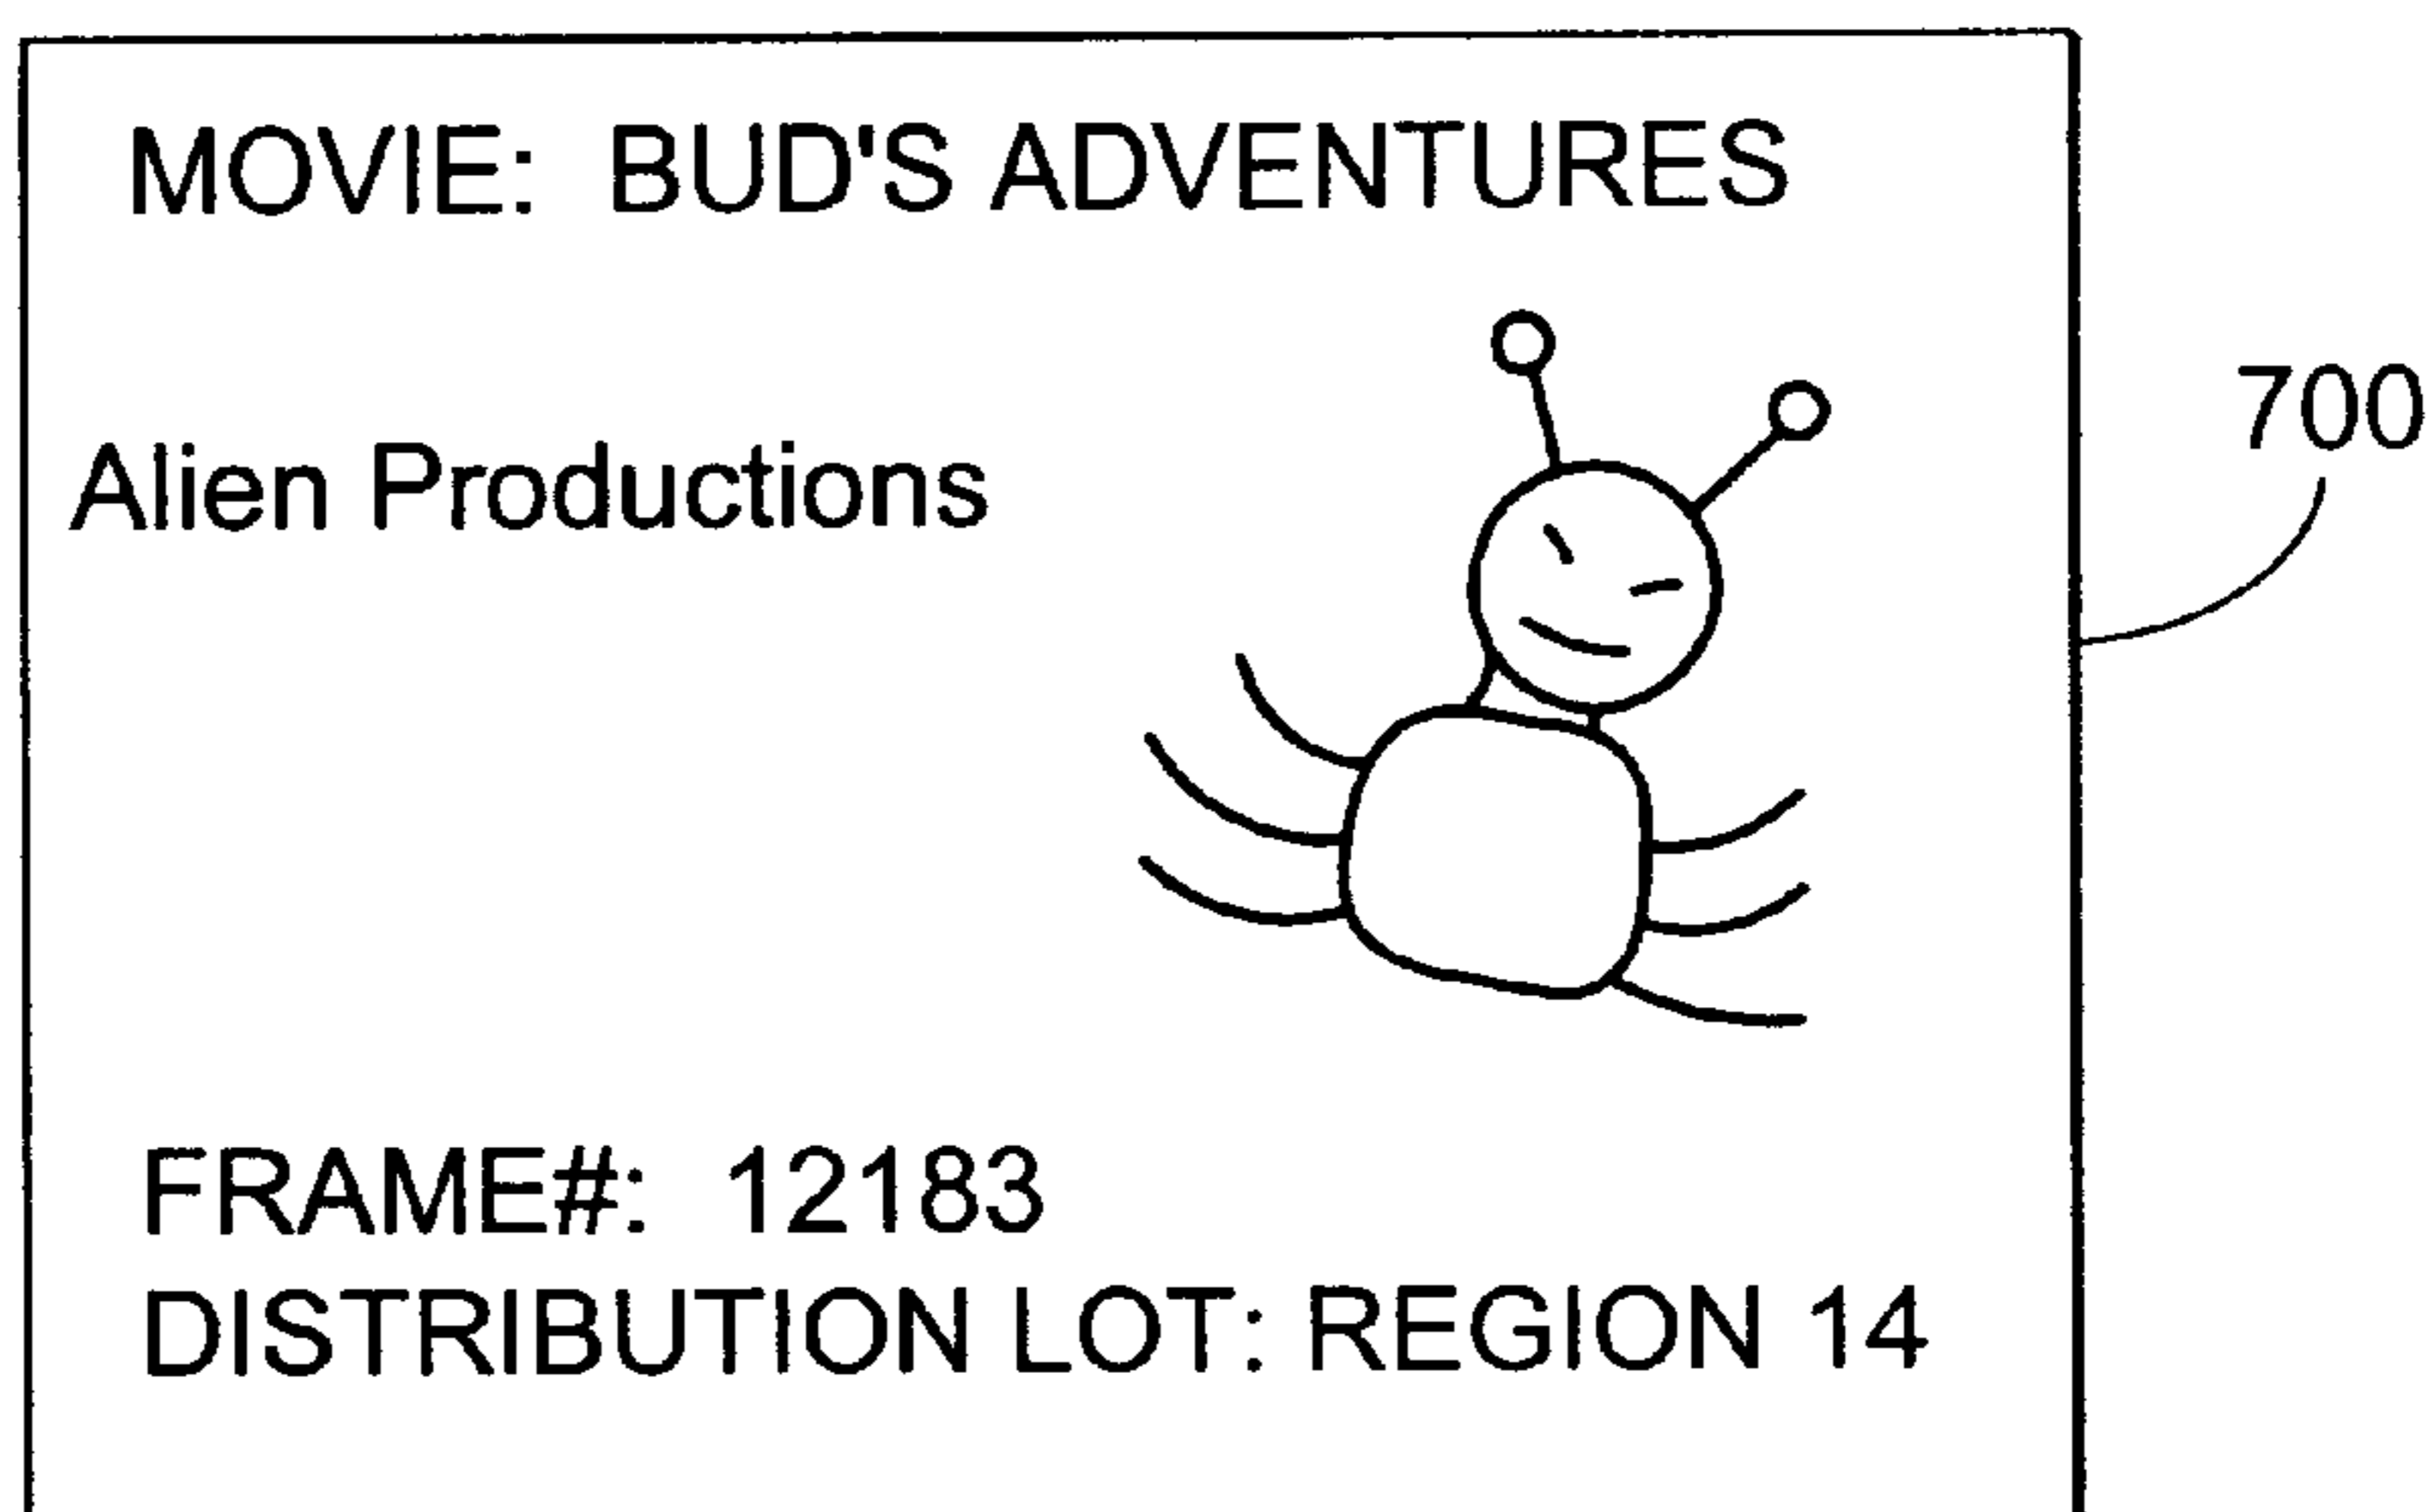 MOVIE: BUD'S ADVENTURES
700
Alien Productions
FRAME#: 12183
DISTRIBUTION LOT: REGION 14